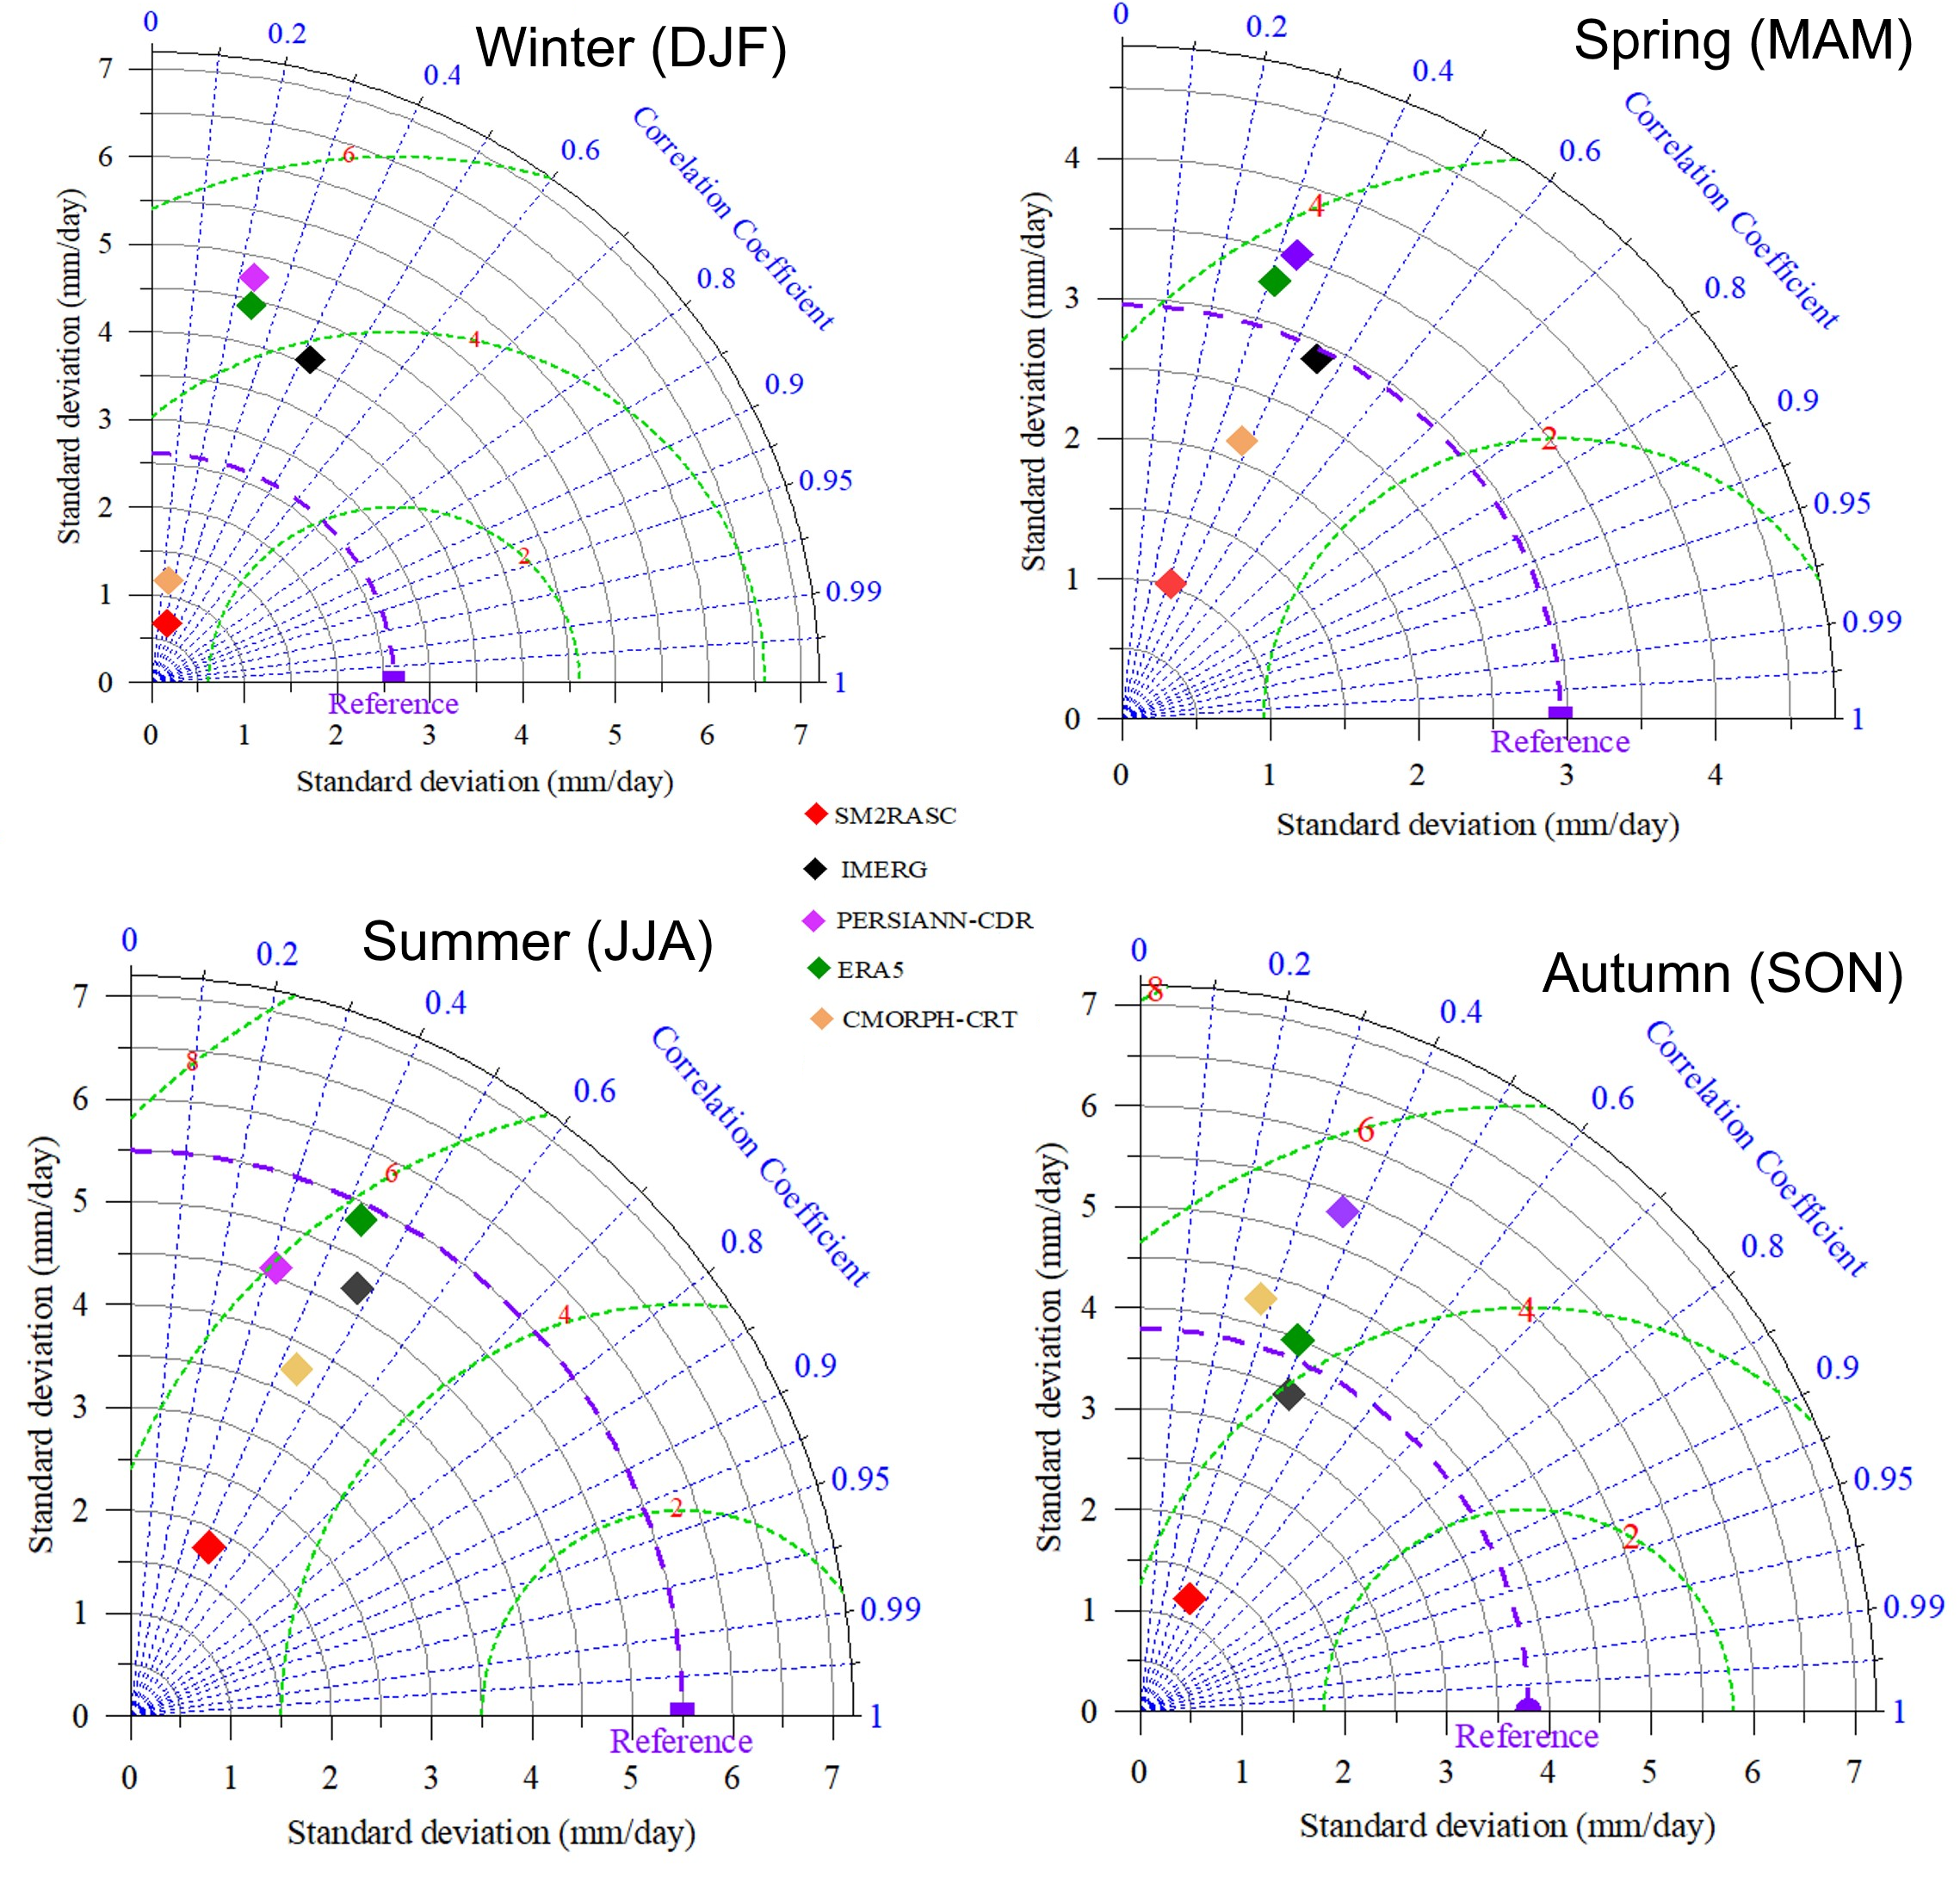 Winter (DJF)
0
0.2
0.4
0.6
0.8
0.9
0.95
0.99
1
Correlation Coefficient
Standard deviation (mm/day)
7
6
5
4
3
2
1
0
6
4
2
Reference
0 1 2 3 4 5 6 7
Standard deviation (mm/day)
Spring (MAM)
0
0.2
0.4
0.6
0.8
0.9
0.95
0.99
1
Correlation Coefficient
Standard deviation (mm/day)
4
3
2
1
0
4
2
Reference
0 1 2 3 4
Standard deviation (mm/day)
SM2RASC
IMERG
PERSIANN-CDR
ERA5
CMORPH-CRT
Summer (JJA)
0
0.2
0.4
0.6
0.8
0.9
0.95
0.99
1
Correlation Coefficient
Standard deviation (mm/day)
7
6
5
4
3
2
1
0
8
6
4
2
Reference
0 1 2 3 4 5 6 7
Standard deviation (mm/day)
Autumn (SON)
0
0.2
0.4
0.6
0.8
0.9
0.95
0.99
1
Correlation Coefficient
Standard deviation (mm/day)
7
6
5
4
3
2
1
0
8
6
4
2
Reference
0 1 2 3 4 5 6 7
Standard deviation (mm/day)